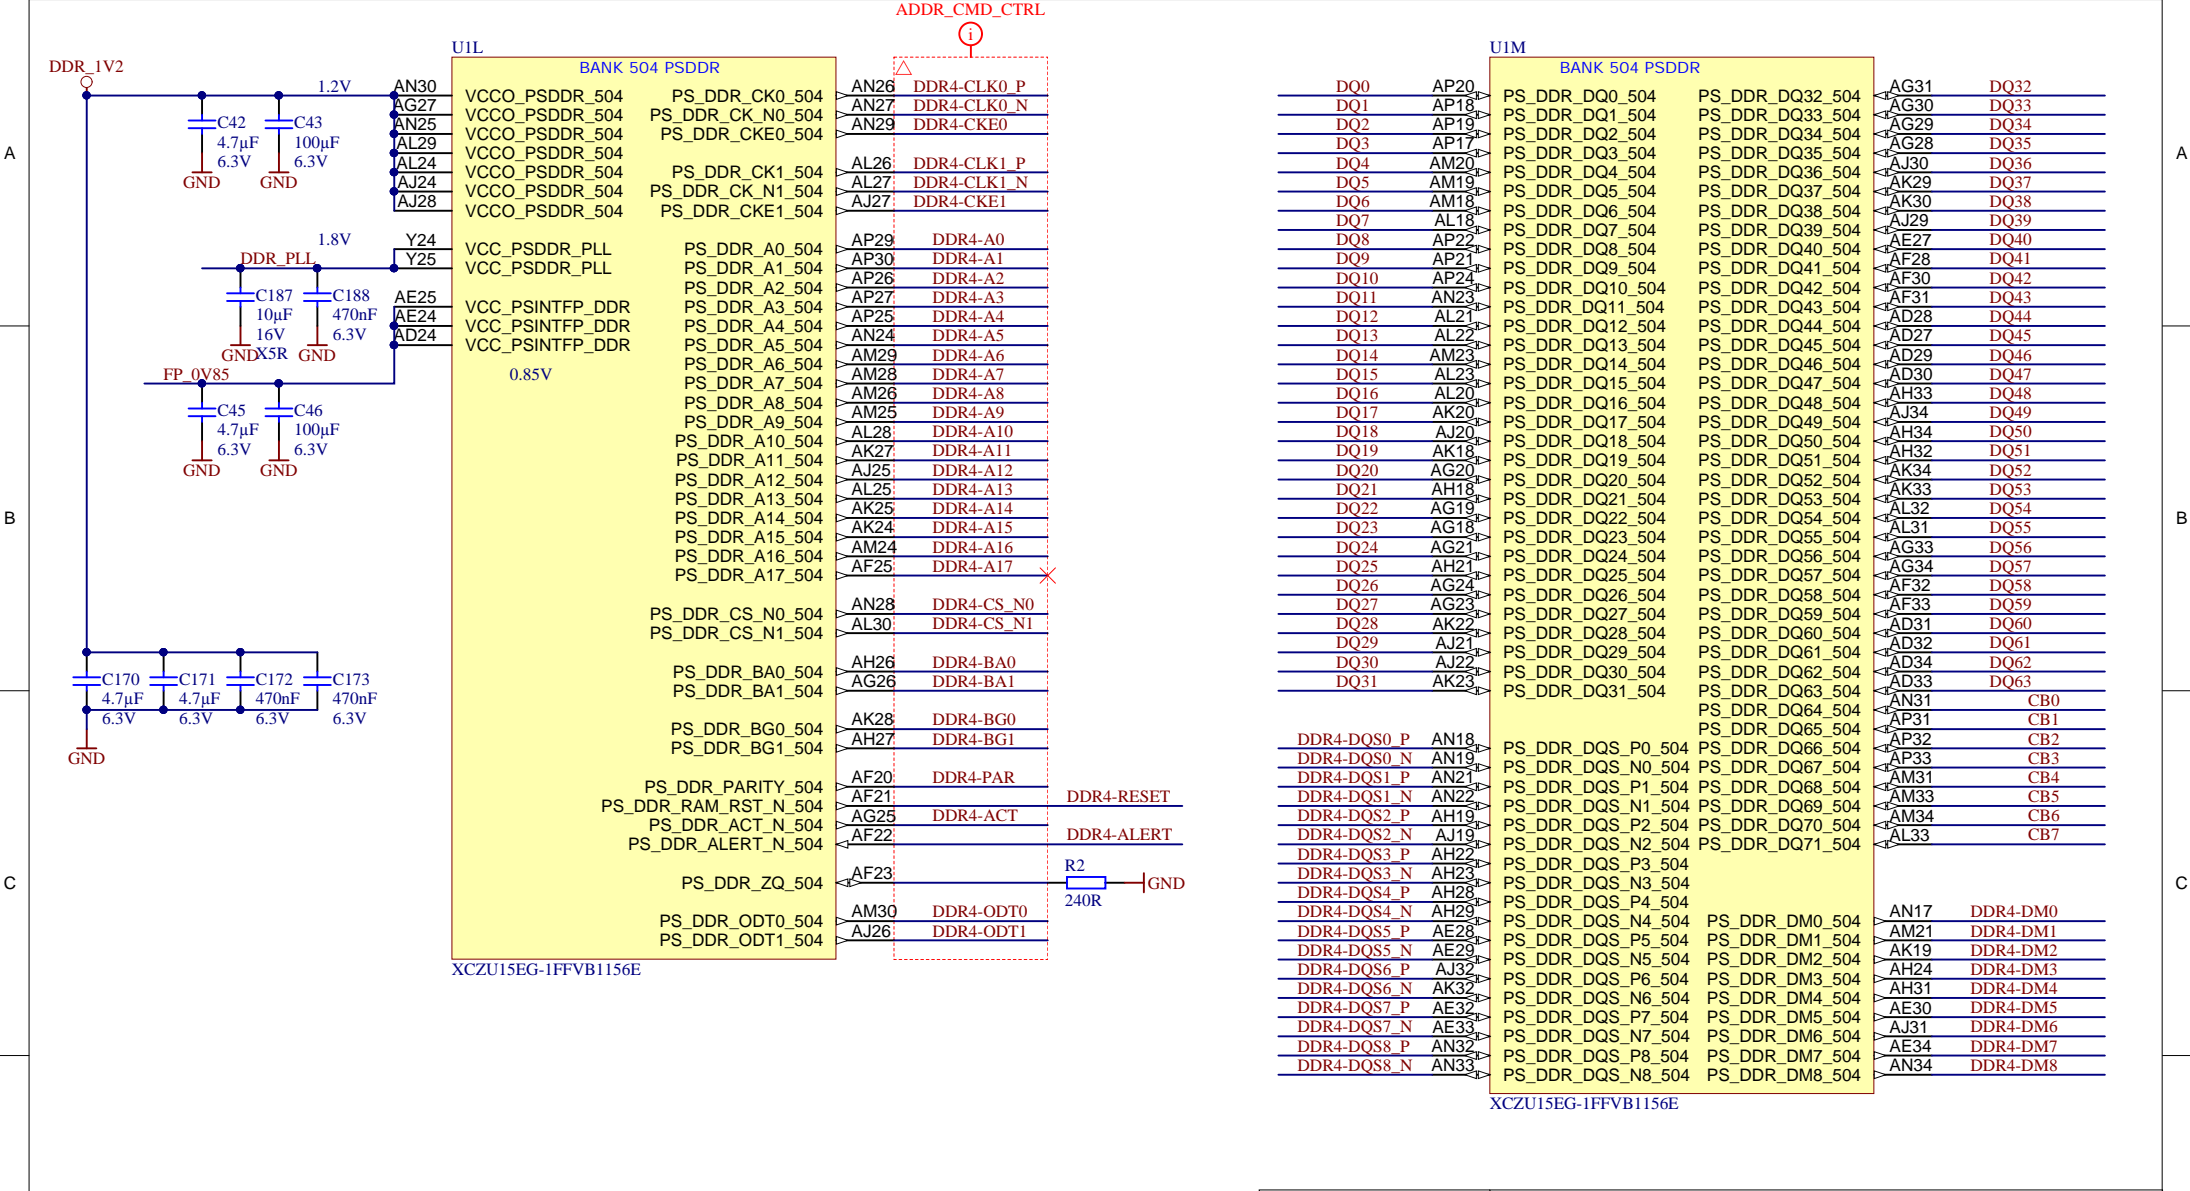 ADDR_CMD_CTRL
i
U1L
U1M
DDR_1V2
BANK 504 PSDDR
BANK 504 PSDDR
1.2V
C42
4.7µF
6.3V
GND
C43
100µF
6.3V
GND
1.8V
DDR_PLL
C187
10µF
16V
X5R
GND
C188
470nF
6.3V
GND
FP_0V85
C45
4.7µF
6.3V
GND
C46
100µF
6.3V
GND
0.85V
C170
4.7µF
6.3V
C171
4.7µF
6.3V
C172
470nF
6.3V
C173
470nF
6.3V
GND
AN30 VCCO_PSDDR_504
AG27 VCCO_PSDDR_504
AN25 VCCO_PSDDR_504
AL29 VCCO_PSDDR_504
AL24 VCCO_PSDDR_504
AJ24 VCCO_PSDDR_504
AJ28 VCCO_PSDDR_504
Y24 VCC_PSDDR_PLL
Y25 VCC_PSDDR_PLL
AE25 VCC_PSINTFP_DDR
AE24 VCC_PSINTFP_DDR
AD24 VCC_PSINTFP_DDR
PS_DDR_CK0_504 AN26 DDR4-CLK0_P
PS_DDR_CK_N0_504 AN27 DDR4-CLK0_N
PS_DDR_CKE0_504 AN29 DDR4-CKE0
PS_DDR_CK1_504 AL26 DDR4-CLK1_P
PS_DDR_CK_N1_504 AL27 DDR4-CLK1_N
PS_DDR_CKE1_504 AJ27 DDR4-CKE1
PS_DDR_A0_504 AP29 DDR4-A0
PS_DDR_A1_504 AP30 DDR4-A1
PS_DDR_A2_504 AP26 DDR4-A2
PS_DDR_A3_504 AP27 DDR4-A3
PS_DDR_A4_504 AP25 DDR4-A4
PS_DDR_A5_504 AN24 DDR4-A5
PS_DDR_A6_504 AM29 DDR4-A6
PS_DDR_A7_504 AM28 DDR4-A7
PS_DDR_A8_504 AM26 DDR4-A8
PS_DDR_A9_504 AM25 DDR4-A9
PS_DDR_A10_504 AL28 DDR4-A10
PS_DDR_A11_504 AK27 DDR4-A11
PS_DDR_A12_504 AJ25 DDR4-A12
PS_DDR_A13_504 AL25 DDR4-A13
PS_DDR_A14_504 AK25 DDR4-A14
PS_DDR_A15_504 AK24 DDR4-A15
PS_DDR_A16_504 AM24 DDR4-A16
PS_DDR_A17_504 AF25 DDR4-A17
PS_DDR_CS_N0_504 AN28 DDR4-CS_N0
PS_DDR_CS_N1_504 AL30 DDR4-CS_N1
PS_DDR_BA0_504 AH26 DDR4-BA0
PS_DDR_BA1_504 AG26 DDR4-BA1
PS_DDR_BG0_504 AK28 DDR4-BG0
PS_DDR_BG1_504 AH27 DDR4-BG1
PS_DDR_PARITY_504 AF20 DDR4-PAR
PS_DDR_RAM_RST_N_504 AF21 DDR4-RESET
PS_DDR_ACT_N_504 AG25 DDR4-ACT
PS_DDR_ALERT_N_504 AF22 DDR4-ALERT
PS_DDR_ZQ_504 AF23
R2
240R
GND
PS_DDR_ODT0_504 AM30 DDR4-ODT0
PS_DDR_ODT1_504 AJ26 DDR4-ODT1
XCZU15EG-1FFVB1156E
DQ0 AP20 PS_DDR_DQ0_504
DQ1 AP18 PS_DDR_DQ1_504
DQ2 AP19 PS_DDR_DQ2_504
DQ3 AP17 PS_DDR_DQ3_504
DQ4 AM20 PS_DDR_DQ4_504
DQ5 AM19 PS_DDR_DQ5_504
DQ6 AM18 PS_DDR_DQ6_504
DQ7 AL18 PS_DDR_DQ7_504
DQ8 AP22 PS_DDR_DQ8_504
DQ9 AP21 PS_DDR_DQ9_504
DQ10 AP24 PS_DDR_DQ10_504
DQ11 AN23 PS_DDR_DQ11_504
DQ12 AL21 PS_DDR_DQ12_504
DQ13 AL22 PS_DDR_DQ13_504
DQ14 AM23 PS_DDR_DQ14_504
DQ15 AL23 PS_DDR_DQ15_504
DQ16 AL20 PS_DDR_DQ16_504
DQ17 AK20 PS_DDR_DQ17_504
DQ18 AJ20 PS_DDR_DQ18_504
DQ19 AK18 PS_DDR_DQ19_504
DQ20 AG20 PS_DDR_DQ20_504
DQ21 AH18 PS_DDR_DQ21_504
DQ22 AG19 PS_DDR_DQ22_504
DQ23 AG18 PS_DDR_DQ23_504
DQ24 AG21 PS_DDR_DQ24_504
DQ25 AH21 PS_DDR_DQ25_504
DQ26 AG24 PS_DDR_DQ26_504
DQ27 AG23 PS_DDR_DQ27_504
DQ28 AK22 PS_DDR_DQ28_504
DQ29 AJ21 PS_DDR_DQ29_504
DQ30 AJ22 PS_DDR_DQ30_504
DQ31 AK23 PS_DDR_DQ31_504
DDR4-DQS0_P AN18 PS_DDR_DQS_P0_504
DDR4-DQS0_N AN19 PS_DDR_DQS_N0_504
DDR4-DQS1_P AN21 PS_DDR_DQS_P1_504
DDR4-DQS1_N AN22 PS_DDR_DQS_N1_504
DDR4-DQS2_P AH19 PS_DDR_DQS_P2_504
DDR4-DQS2_N AJ19 PS_DDR_DQS_N2_504
DDR4-DQS3_P AH22 PS_DDR_DQS_P3_504
DDR4-DQS3_N AH23 PS_DDR_DQS_N3_504
DDR4-DQS4_P AH28 PS_DDR_DQS_P4_504
DDR4-DQS4_N AH29 PS_DDR_DQS_N4_504
DDR4-DQS5_P AE28 PS_DDR_DQS_P5_504
DDR4-DQS5_N AE29 PS_DDR_DQS_N5_504
DDR4-DQS6_P AJ32 PS_DDR_DQS_P6_504
DDR4-DQS6_N AK32 PS_DDR_DQS_N6_504
DDR4-DQS7_P AE32 PS_DDR_DQS_P7_504
DDR4-DQS7_N AE33 PS_DDR_DQS_N7_504
DDR4-DQS8_P AN32 PS_DDR_DQS_P8_504
DDR4-DQS8_N AN33 PS_DDR_DQS_N8_504
PS_DDR_DQ32_504 AG31 DQ32
PS_DDR_DQ33_504 AG30 DQ33
PS_DDR_DQ34_504 AG29 DQ34
PS_DDR_DQ35_504 AG28 DQ35
PS_DDR_DQ36_504 AJ30 DQ36
PS_DDR_DQ37_504 AK29 DQ37
PS_DDR_DQ38_504 AK30 DQ38
PS_DDR_DQ39_504 AJ29 DQ39
PS_DDR_DQ40_504 AE27 DQ40
PS_DDR_DQ41_504 AF28 DQ41
PS_DDR_DQ42_504 AF30 DQ42
PS_DDR_DQ43_504 AF31 DQ43
PS_DDR_DQ44_504 AD28 DQ44
PS_DDR_DQ45_504 AD27 DQ45
PS_DDR_DQ46_504 AD29 DQ46
PS_DDR_DQ47_504 AD30 DQ47
PS_DDR_DQ48_504 AH33 DQ48
PS_DDR_DQ49_504 AJ34 DQ49
PS_DDR_DQ50_504 AH34 DQ50
PS_DDR_DQ51_504 AH32 DQ51
PS_DDR_DQ52_504 AK34 DQ52
PS_DDR_DQ53_504 AK33 DQ53
PS_DDR_DQ54_504 AL32 DQ54
PS_DDR_DQ55_504 AL31 DQ55
PS_DDR_DQ56_504 AG33 DQ56
PS_DDR_DQ57_504 AG34 DQ57
PS_DDR_DQ58_504 AF32 DQ58
PS_DDR_DQ59_504 AF33 DQ59
PS_DDR_DQ60_504 AD31 DQ60
PS_DDR_DQ61_504 AD32 DQ61
PS_DDR_DQ62_504 AD34 DQ62
PS_DDR_DQ63_504 AD33 DQ63
PS_DDR_DQ64_504 AN31 CB0
PS_DDR_DQ65_504 AP31 CB1
PS_DDR_DQ66_504 AP32 CB2
PS_DDR_DQ67_504 AP33 CB3
PS_DDR_DQ68_504 AM31 CB4
PS_DDR_DQ69_504 AM33 CB5
PS_DDR_DQ70_504 AM34 CB6
PS_DDR_DQ71_504 AL33 CB7
PS_DDR_DM0_504 AN17 DDR4-DM0
PS_DDR_DM1_504 AM21 DDR4-DM1
PS_DDR_DM2_504 AK19 DDR4-DM2
PS_DDR_DM3_504 AH24 DDR4-DM3
PS_DDR_DM4_504 AH31 DDR4-DM4
PS_DDR_DM5_504 AE30 DDR4-DM5
PS_DDR_DM6_504 AJ31 DDR4-DM6
PS_DDR_DM7_504 AE34 DDR4-DM7
PS_DDR_DM8_504 AN34 DDR4-DM8
XCZU15EG-1FFVB1156E
A
B
C
A
B
C